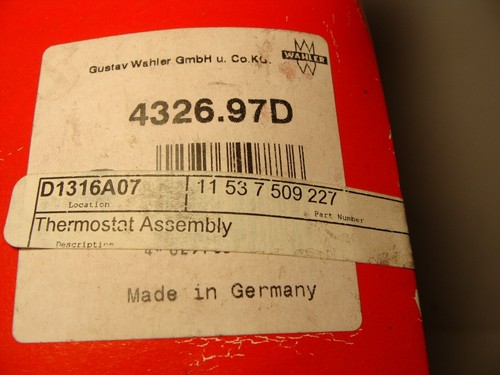 Gustav Wahler GmbH u. Co.KG.
WAHLER
4326.97D
D1316A07
11 53 7 509 227
Location
Part Number
Thermostat Assembly
Description
Made in Germany